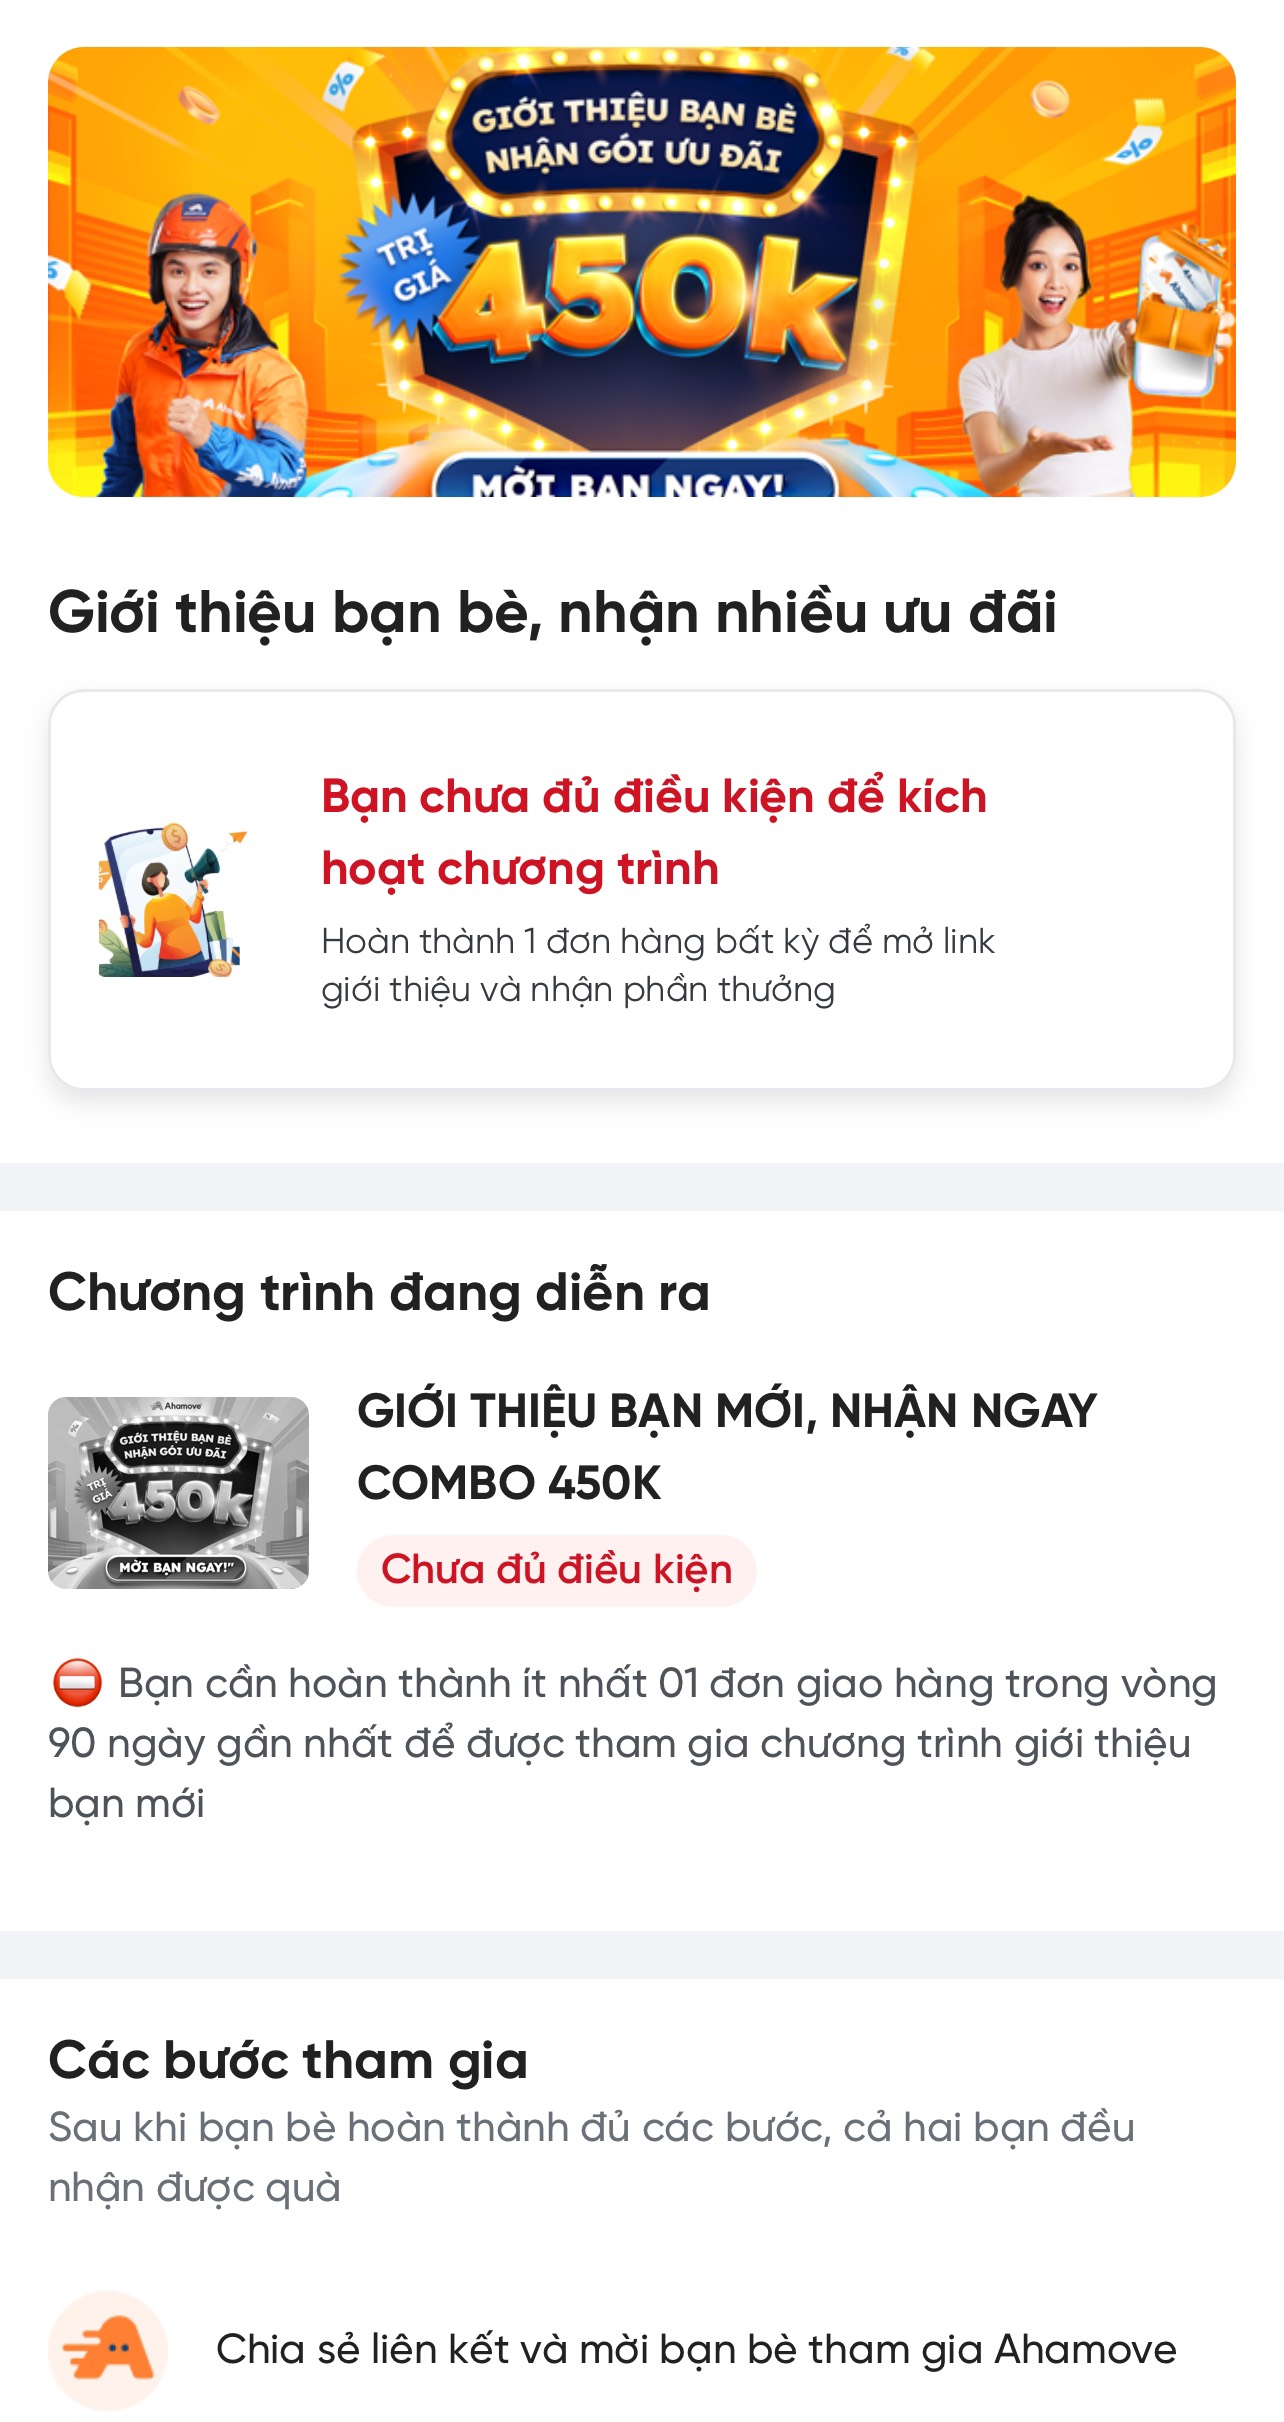 GIỚI THIỆU BẠN BÈ
NHẬN GÓI ƯU ĐÃI
TRỊ
GIÁ
450k
MỜI BẠN NGAY!
Giới thiệu bạn bè, nhận nhiều ưu đãi
Bạn chưa đủ điều kiện để kích
hoạt chương trình
Hoàn thành 1 đơn hàng bất kỳ để mở link
giới thiệu và nhận phần thưởng
Chương trình đang diễn ra
Ahamove
GIỚI THIỆU BẠN BÈ
NHẬN GÓI ƯU ĐÃI
TRỊ
GIÁ
450k
MỜI BẠN NGAY!"
GIỚI THIỆU BẠN MỚI, NHẬN NGAY
COMBO 450K
Chưa đủ điều kiện
⛔ Bạn cần hoàn thành ít nhất 01 đơn giao hàng trong vòng
90 ngày gần nhất để được tham gia chương trình giới thiệu
bạn mới
Các bước tham gia
Sau khi bạn bè hoàn thành đủ các bước, cả hai bạn đều
nhận được quà
Chia sẻ liên kết và mời bạn bè tham gia Ahamove